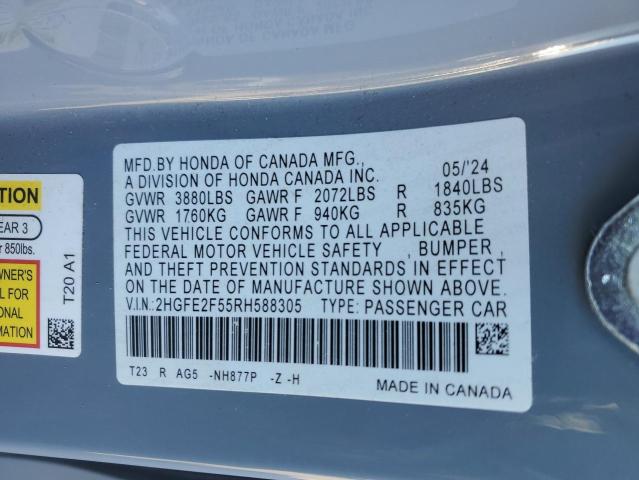 MFD.BY HONDA OF CANADA MFG., 05/'24
A DIVISION OF HONDA CANADA INC.
GVWR 3880LBS GAWR F 2072LBS R 1840LBS
GVWR 1760KG GAWR F 940KG R 835KG
THIS VEHICLE CONFORMS TO ALL APPLICABLE
FEDERAL MOTOR VEHICLE SAFETY , BUMPER ,
AND THEFT PREVENTION STANDARDS IN EFFECT
ON THE DATE OF MANUFACTURE SHOWN ABOVE.
V.I.N.:2HGFE2F55RH588305 TYPE: PASSENGER CAR
T23 R AG5 -NH877P -Z -H
MADE IN CANADA
TION
EAR 3
r 850lbs.
WNER'S
L FOR
ONAL
MATION
T20 A1